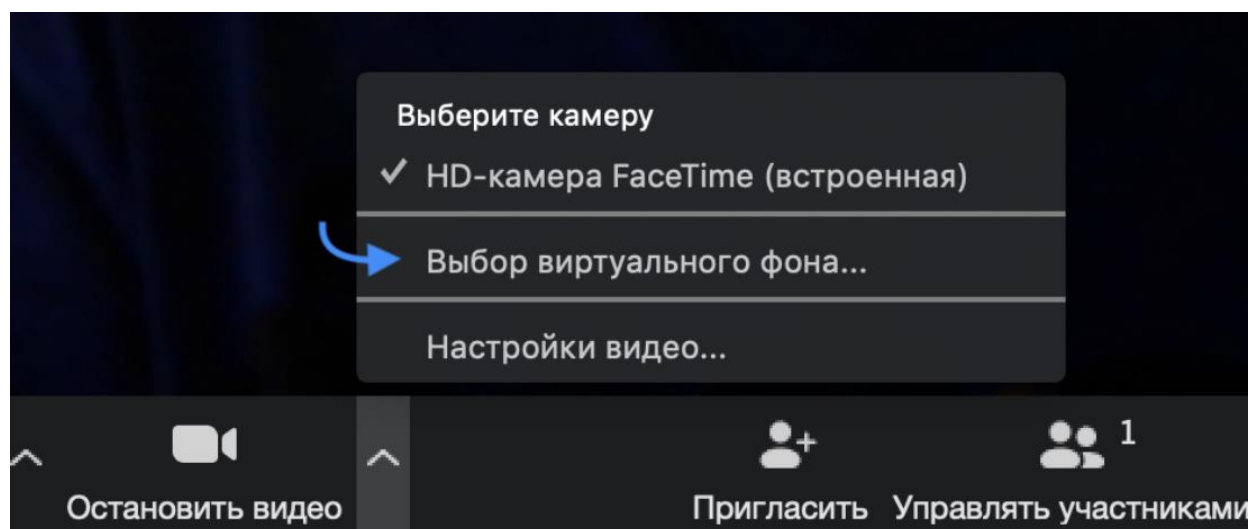 Выберите камеру
HD-камера FaceTime (встроенная)
Выбор виртуального фона...
Настройки видео...
1
Остановить видео
Пригласить
Управлять участниками